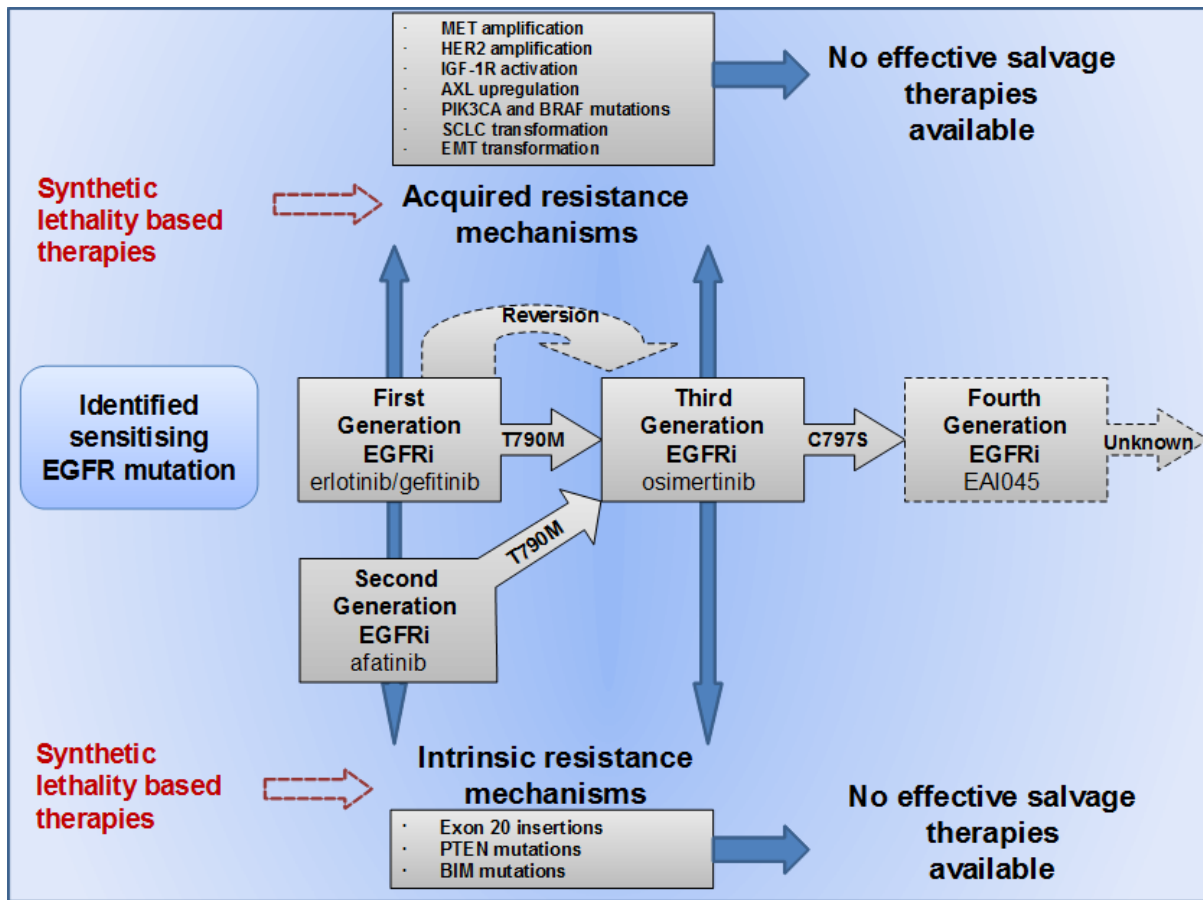 · MET amplification
· HER2 amplification
· IGF-1R activation
· AXL upregulation
· PIK3CA and BRAF mutations
· SCLC transformation
· EMT transformation
No effective salvage
therapies
available
Synthetic
lethality based
therapies
Acquired resistance
mechanisms
Reversion
Identified
sensitising
EGFR mutation
First
Generation
EGFRi
erlotinib/gefitinib
T790M
Third
Generation
EGFRi
osimertinib
C797S
Fourth
Generation
EGFRi
EAI045
Unknown
Second
Generation
EGFRi
afatinib
T790M
Synthetic
lethality based
therapies
Intrinsic resistance
mechanisms
· Exon 20 insertions
· PTEN mutations
· BIM mutations
No effective salvage
therapies
available